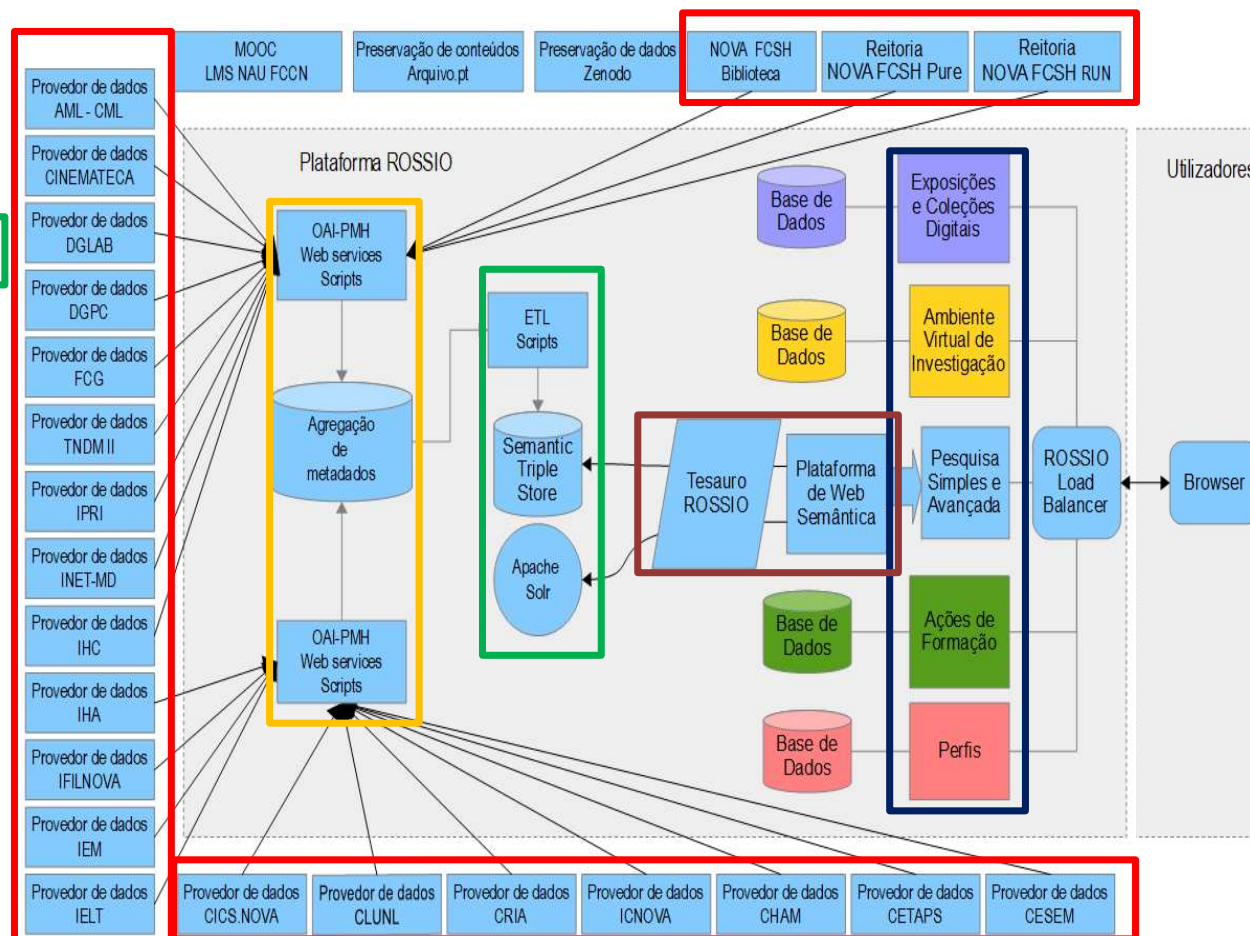 MOOC
LMS NAU FCCN
Preservação de conteúdos
Arquivo.pt
Preservação de dados
Zenodo
NOVA FCSH
Biblioteca
Reitoria
NOVA FCSH Pure
Reitoria
NOVA FCSH RUN
Provedor de dados
AML - CML
Provedor de dados
CINEMATECA
Provedor de dados
DGLAB
Provedor de dados
DGPC
Provedor de dados
FCG
Provedor de dados
TNDM II
Provedor de dados
IPRI
Provedor de dados
INET-MD
Provedor de dados
IHC
Provedor de dados
IHA
Provedor de dados
IFILNOVA
Provedor de dados
IEM
Provedor de dados
IELT
Plataforma ROSSIO
OAI-PMH
Web services
Scripts
Agregação
de
metadados
OAI-PMH
Web services
Scripts
ETL
Scripts
Semantic
Triple
Store
Apache
Solr
Tesauro
ROSSIO
Plataforma
de Web
Semântica
Base de
Dados
Exposições
e Coleções
Digitais
Base de
Dados
Ambiente
Virtual de
Investigação
Pesquisa
Simples e
Avançada
Base de
Dados
Ações de
Formação
Base de
Dados
Perfis
ROSSIO
Load
Balancer
Utilizadores
Browser
Provedor de dados
CICS.NOVA
Provedor de dados
CLUNL
Provedor de dados
CRIA
Provedor de dados
ICNOVA
Provedor de dados
CHAM
Provedor de dados
CETAPS
Provedor de dados
CESEM